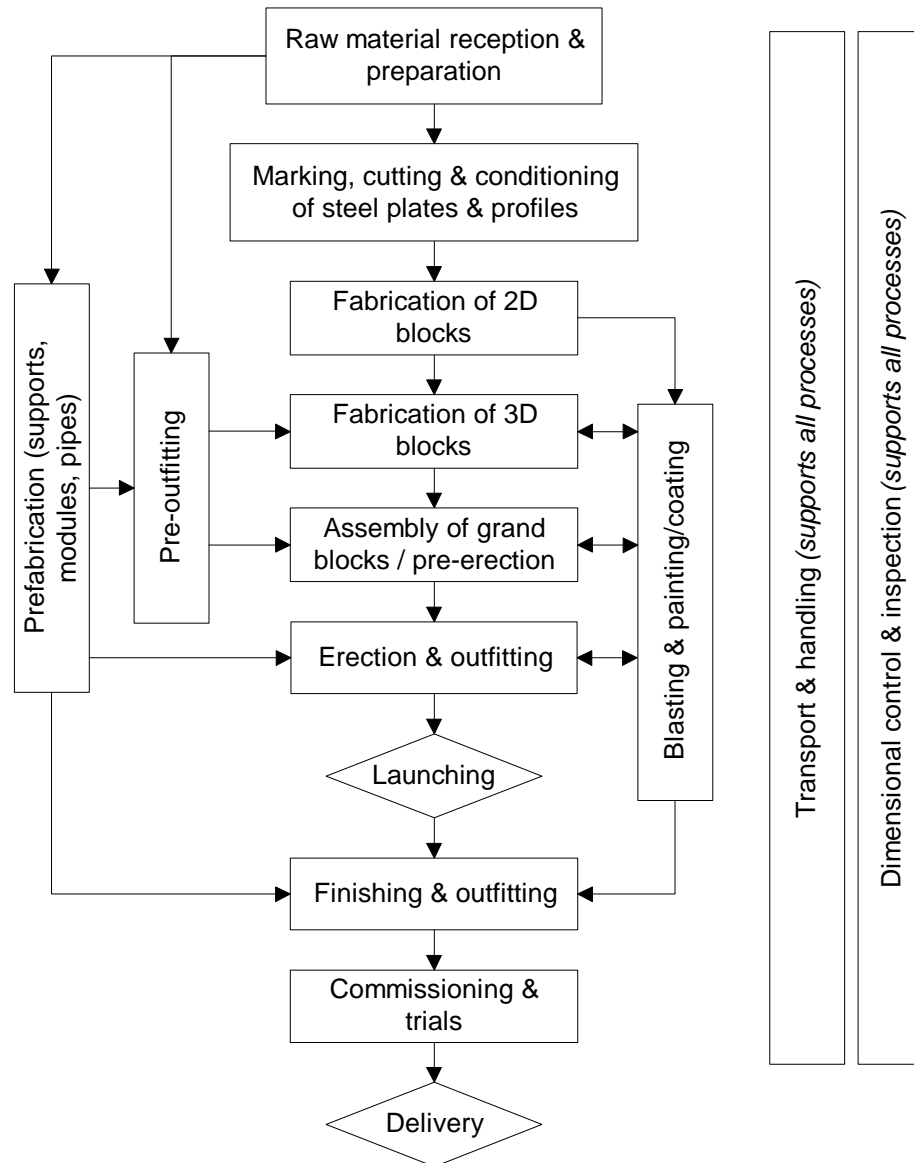 Raw material reception &
preparation
Marking, cutting & conditioning
of steel plates & profiles
Fabrication of 2D
blocks
Fabrication of 3D
blocks
Assembly of grand
blocks / pre-erection
Erection & outfitting
Launching
Finishing & outfitting
Commissioning &
trials
Delivery
Prefabrication (supports,
modules, pipes)
Pre-outfitting
Blasting & painting/coating
Transport & handling (supports all processes)
Dimensional control & inspection (supports all processes)